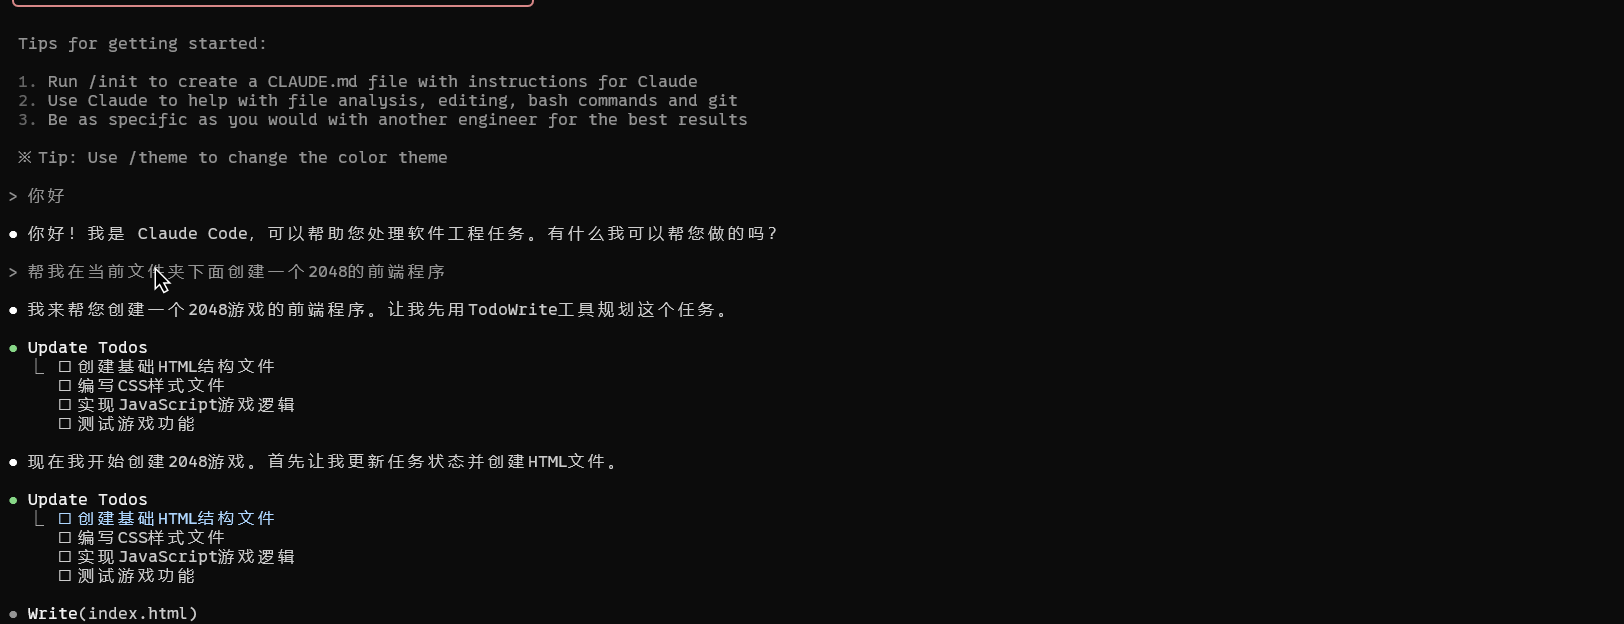 Tips for getting started:
1. Run /init to create a CLAUDE.md file with instructions for Claude
2. Use Claude to help with file analysis, editing, bash commands and git
3. Be as specific as you would with another engineer for the best results
※ Tip: Use /theme to change the color theme
> 你好
● 你好！我是 Claude Code, 可以帮助您处理软件工程任务。有什么我可以帮您做的吗？
> 帮我在当前文件夹下面创建一个2048的前端程序
● 我来帮您创建一个2048游戏的前端程序。让我先用TodoWrite工具规划这个任务。
● Update Todos
⎿ ☐ 创建基础HTML结构文件
☐ 编写CSS样式文件
☐ 实现JavaScript游戏逻辑
☐ 测试游戏功能
● 现在我开始创建2048游戏。首先让我更新任务状态并创建HTML文件。
● Update Todos
⎿ ☐ 创建基础HTML结构文件
☐ 编写CSS样式文件
☐ 实现JavaScript游戏逻辑
☐ 测试游戏功能
● Write(index.html)